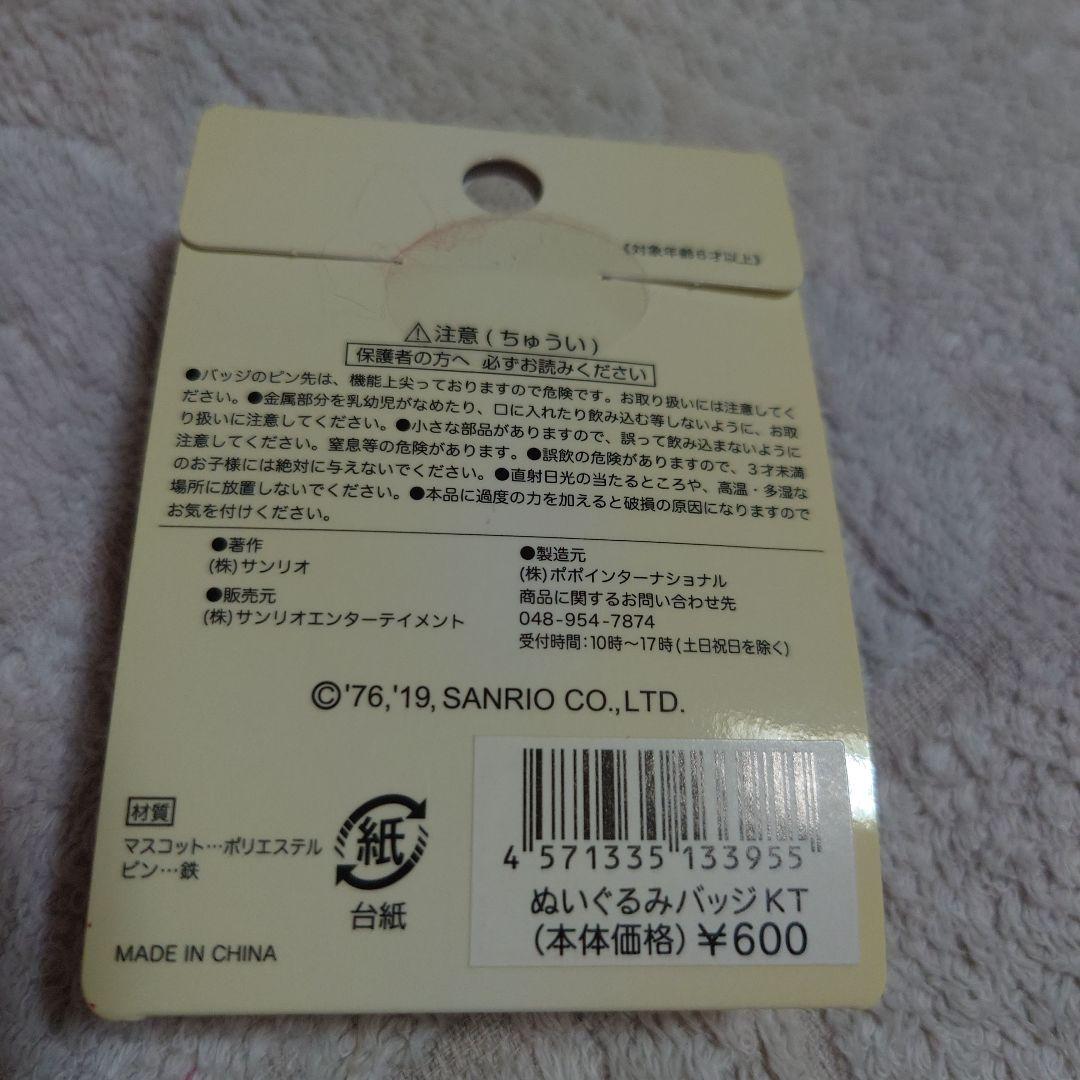 《対象年齢6才以上》
⚠注意(ちゅうい)
保護者の方へ 必ずお読みください
●バッジのピン先は、機能上尖っておりますので危険です。お取り扱いには注意してく
ださい。●金属部分を乳幼児がなめたり、口に入れたり飲み込む等しないように、お取
り扱いに注意してください。●小さな部品がありますので、誤って飲み込まないように
注意してください。窒息等の危険があります。●誤飲の危険がありますので、3才未満
のお子様には絶対に与えないでください。●直射日光の当たるところや、高温・多湿な
場所に放置しないでください。●本品に過度の力を加えると破損の原因になりますので
お気を付けください。
●著作
(株)サンリオ
●販売元
(株)サンリオエンターテイメント
●製造元
(株)ポポインターナショナル
商品に関するお問い合わせ先
048-954-7874
受付時間:10時〜17時(土日祝日を除く)
©'76,'19,SANRIO CO.,LTD.
材質
マスコット…ポリエステル
ピン…鉄
紙
台紙
MADE IN CHINA
4 571335 133955
ぬいぐるみバッジKT
(本体価格)¥600